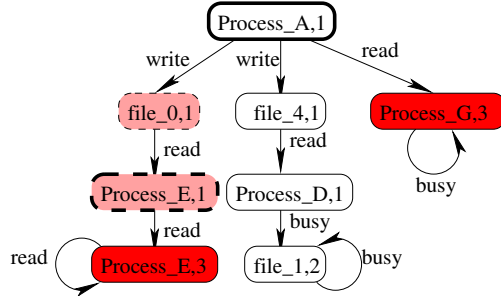 Process_A,1
write
write
read
file_0,1
file_4,1
Process_G,3
read
read
busy
Process_E,1
Process_D,1
read
busy
read
Process_E,3
file_1,2
busy